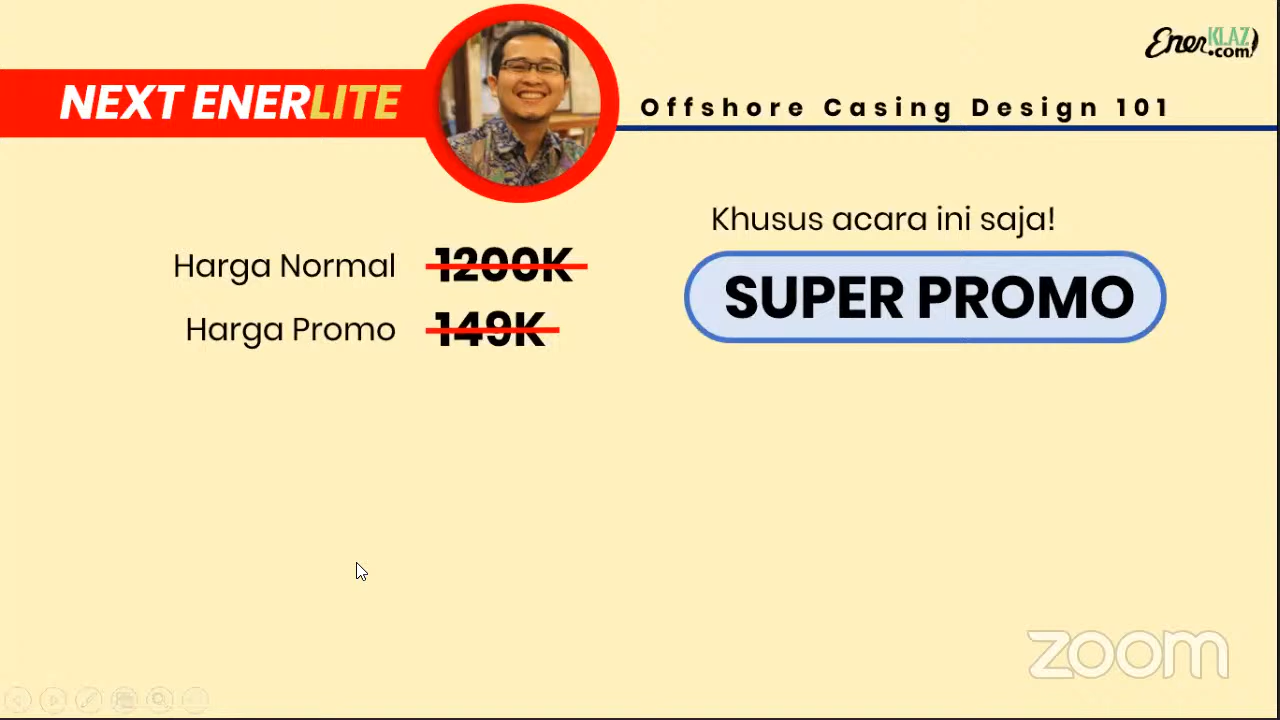 EnerKLAZ
.com
NEXT ENERLITE
Offshore Casing Design 101
Khusus acara ini saja!
Harga Normal 1200K
SUPER PROMO
Harga Promo 149K
zoom